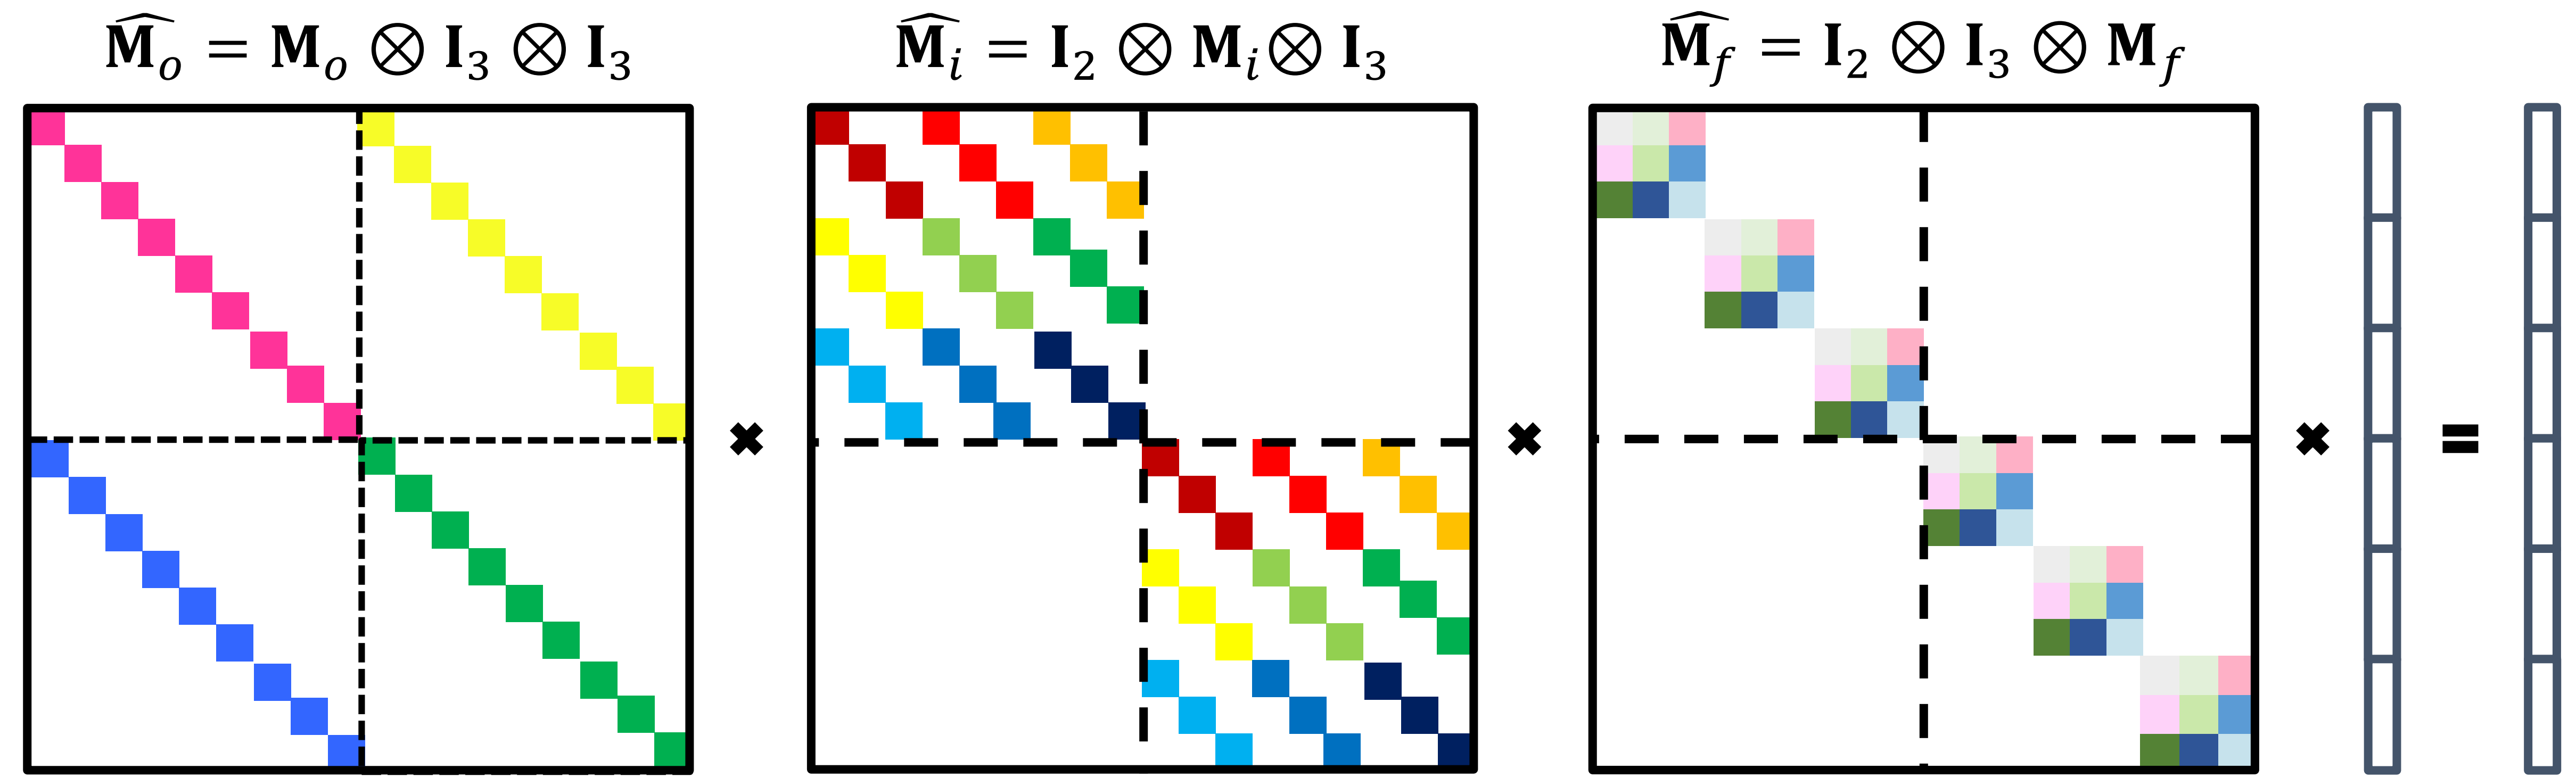 M̂ₒ = Mₒ ⊗ I₃ ⊗ I₃
M̂ᵢ = I₂ ⊗ Mᵢ ⊗ I₃
M̂_f = I₂ ⊗ I₃ ⊗ M_f
× × × =